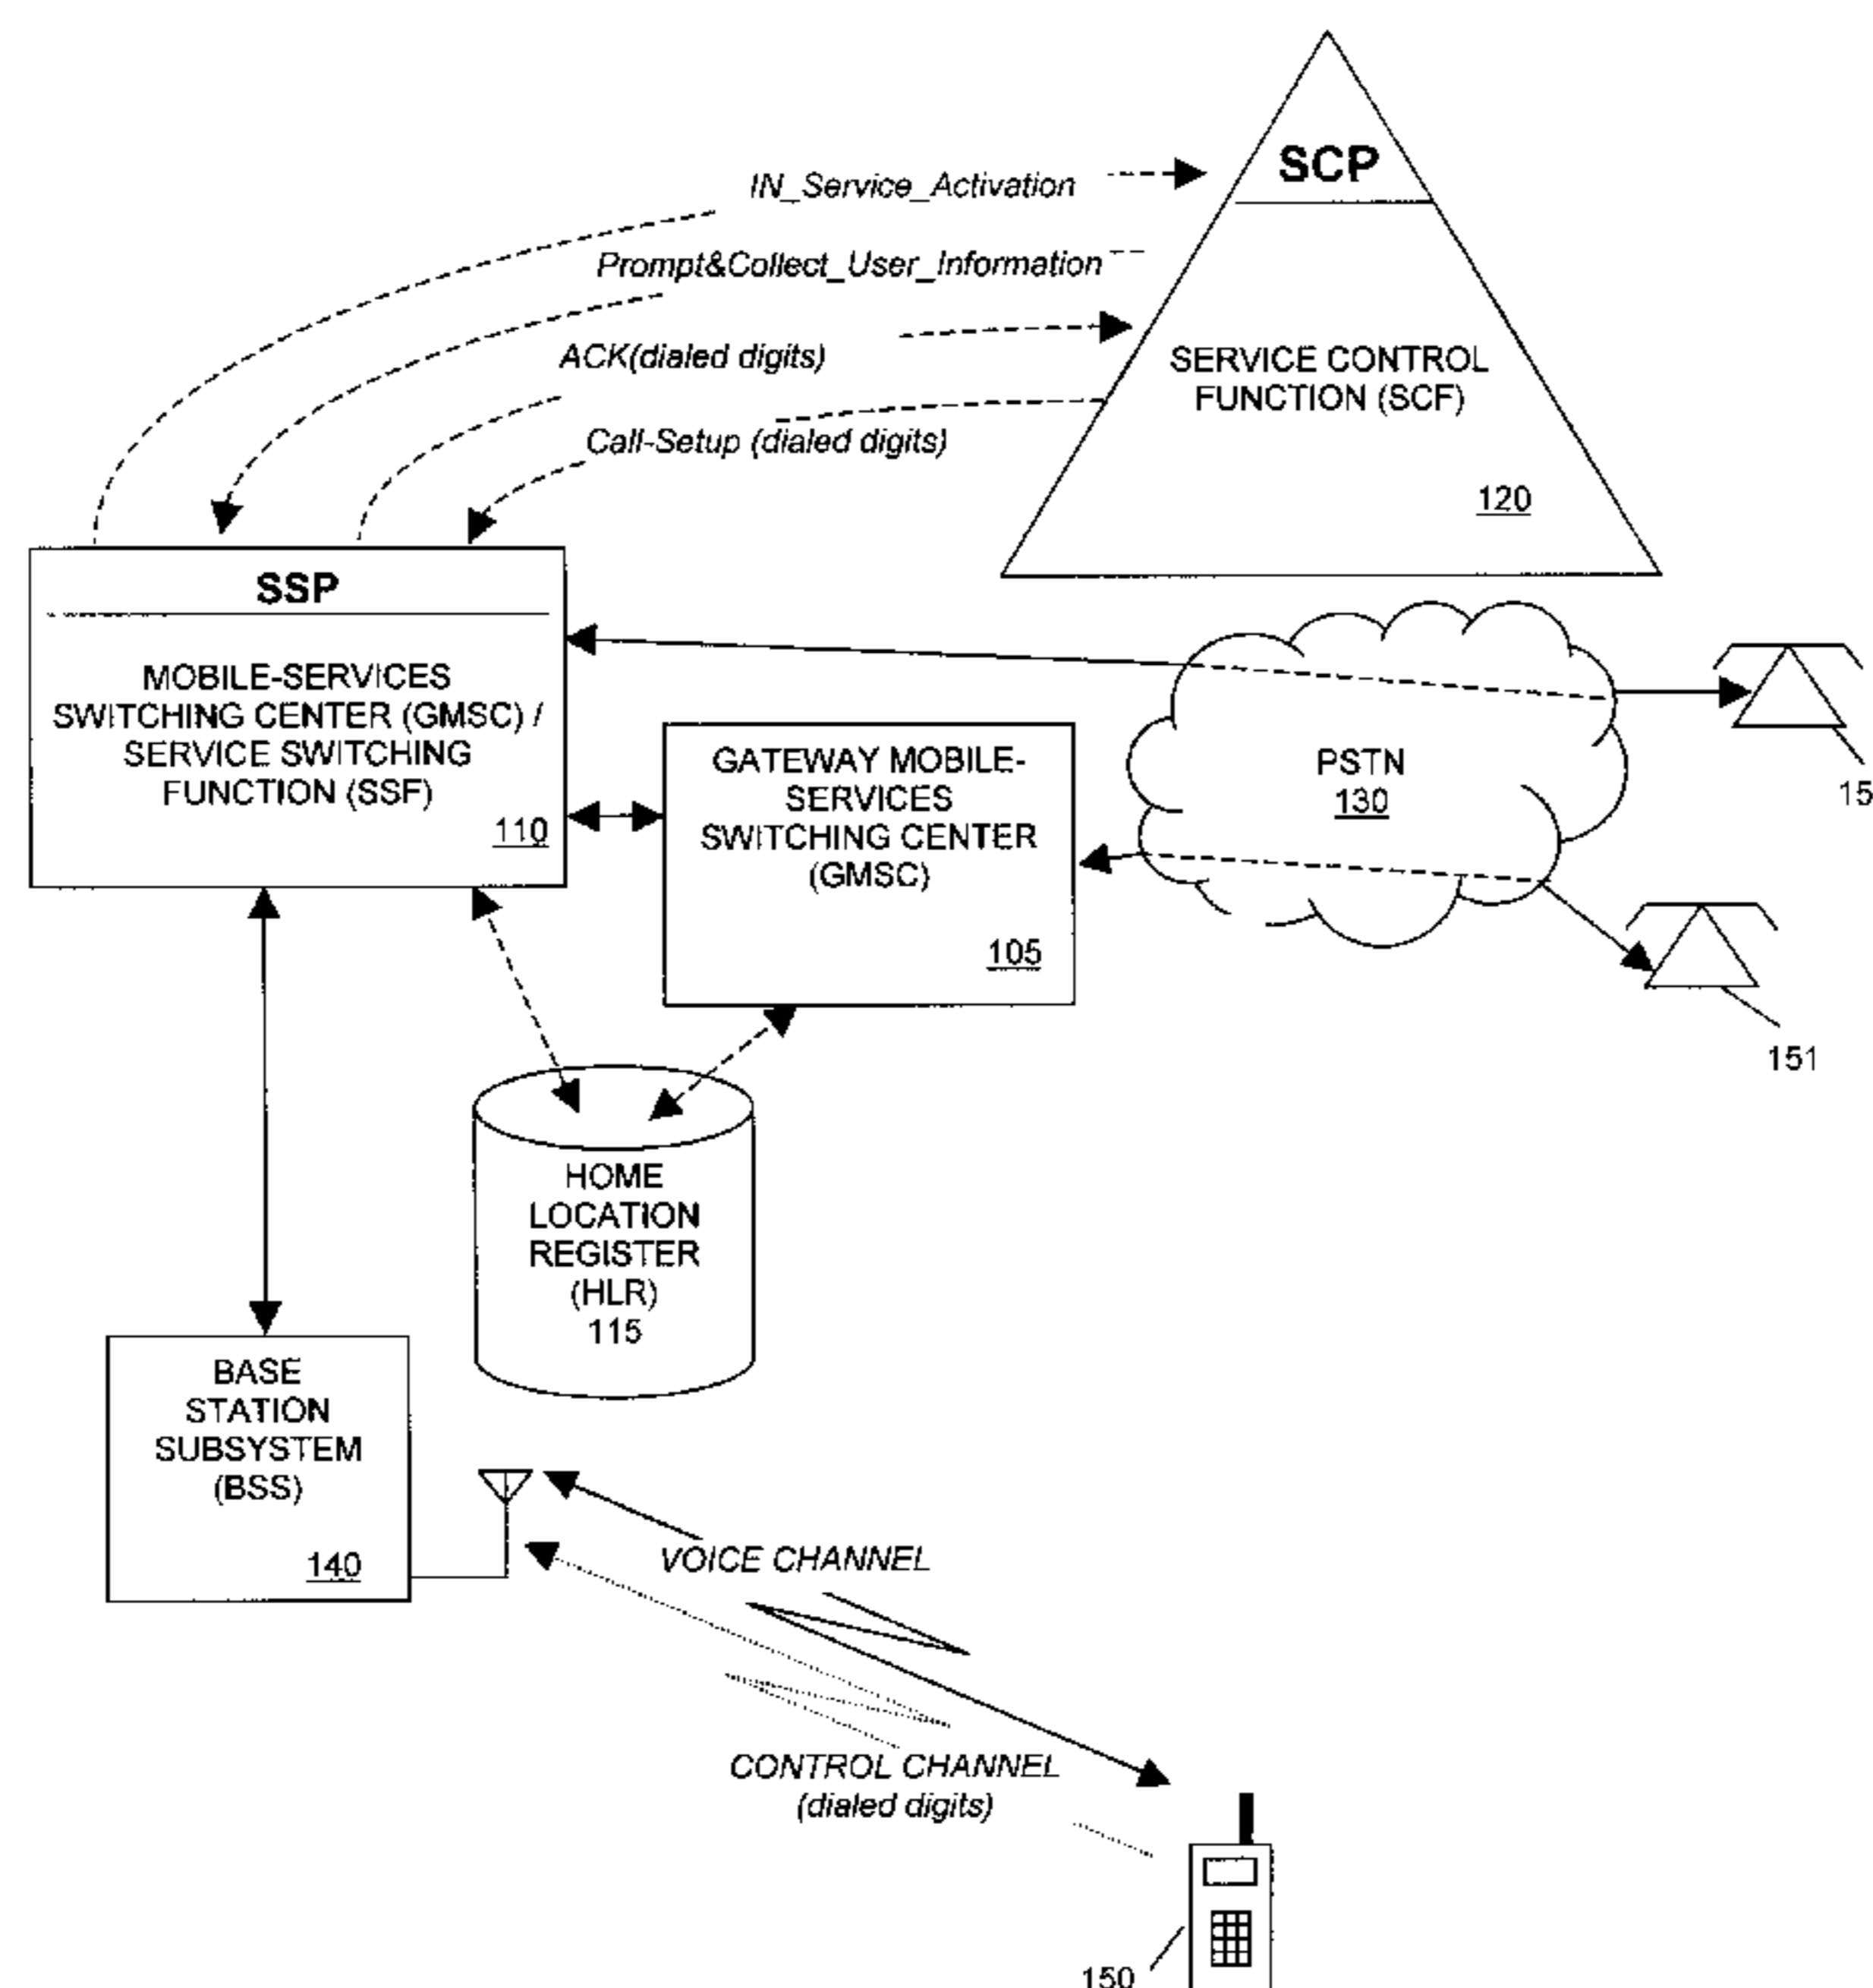 SCP
IN_Service_Activation
Prompt&Collect_User_Information
ACK(dialed digits)
SERVICE CONTROL
FUNCTION (SCF)
Call-Setup (dialed digits)
120
SSP
MOBILE-SERVICES
SWITCHING CENTER (GMSC) /
SERVICE SWITCHING
FUNCTION (SSF)
110
GATEWAY MOBILE-
SERVICES
SWITCHING CENTER
(GMSC)
105
PSTN
130
15
151
HOME
LOCATION
REGISTER
(HLR)
115
BASE
STATION
SUBSYSTEM
(BSS)
140
VOICE CHANNEL
CONTROL CHANNEL
(dialed digits)
150